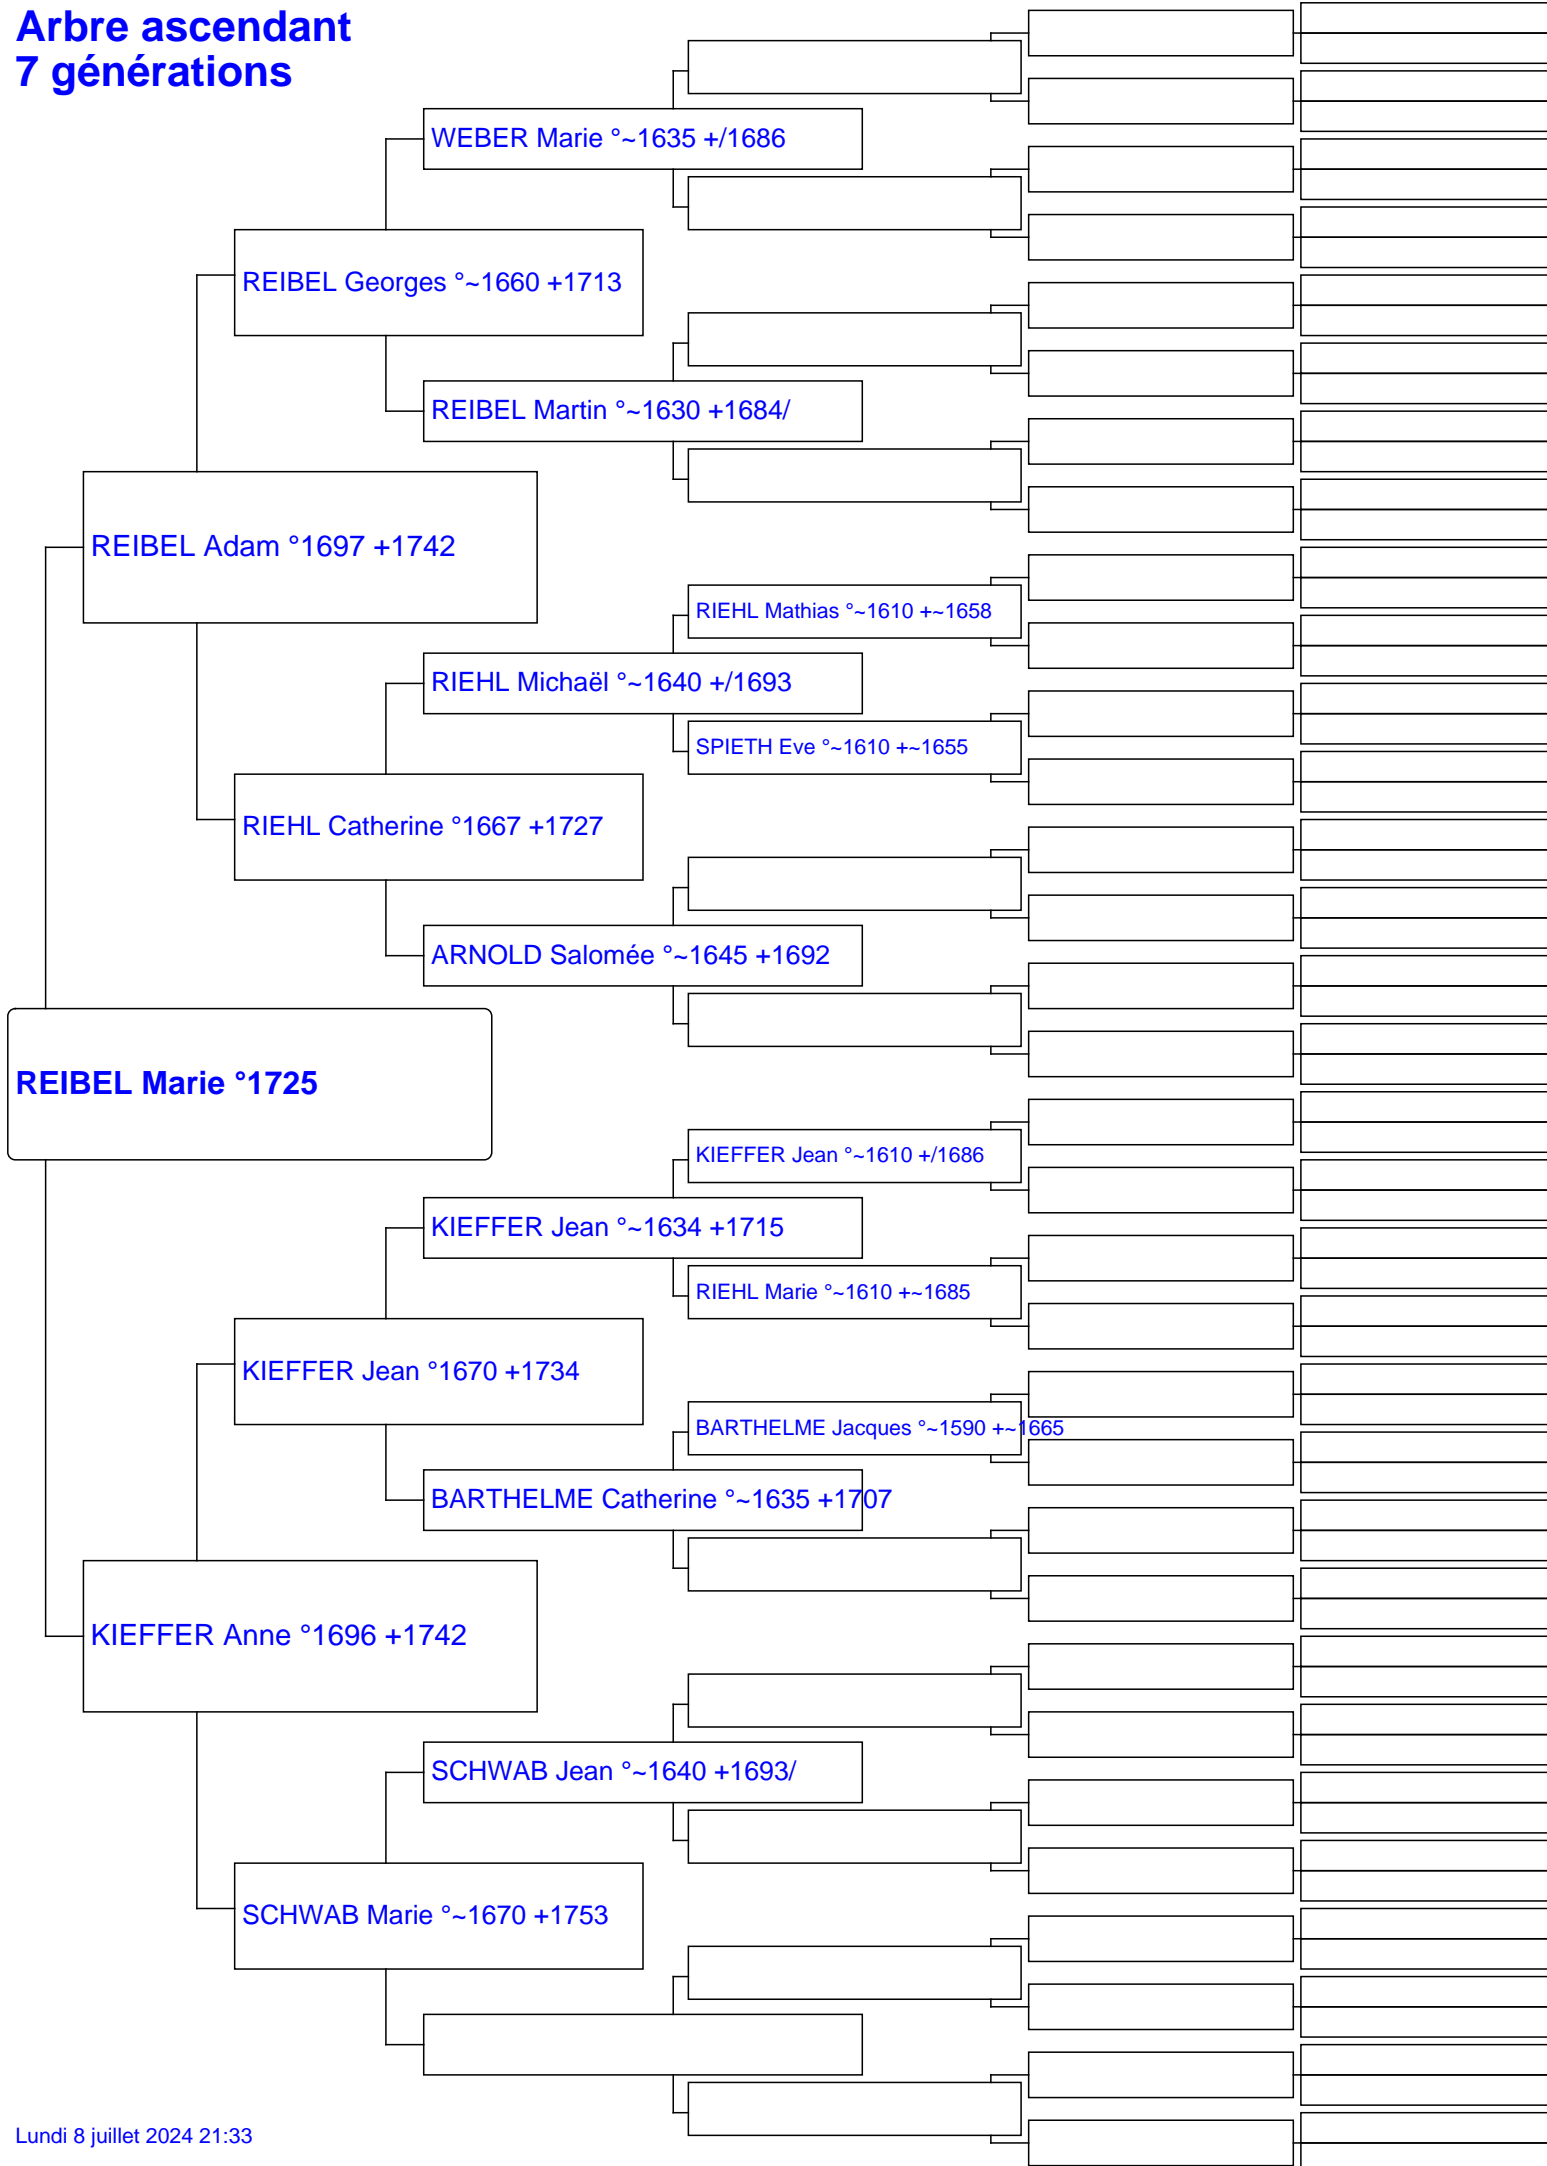 Arbre ascendant
7 générations
WEBER Marie °~1635 +/1686
REIBEL Georges °~1660 +1713
REIBEL Martin °~1630 +1684/
REIBEL Adam °1697 +1742
RIEHL Mathias °~1610 +~1658
RIEHL Michaël °~1640 +/1693
SPIETH Eve °~1610 +~1655
RIEHL Catherine °1667 +1727
ARNOLD Salomée °~1645 +1692
REIBEL Marie °1725
KIEFFER Jean °~1610 +/1686
KIEFFER Jean °~1634 +1715
RIEHL Marie °~1610 +~1685
KIEFFER Jean °1670 +1734
BARTHELME Jacques °~1590 +~1665
BARTHELME Catherine °~1635 +1707
KIEFFER Anne °1696 +1742
SCHWAB Jean °~1640 +1693/
SCHWAB Marie °~1670 +1753
Lundi 8 juillet 2024 21:33